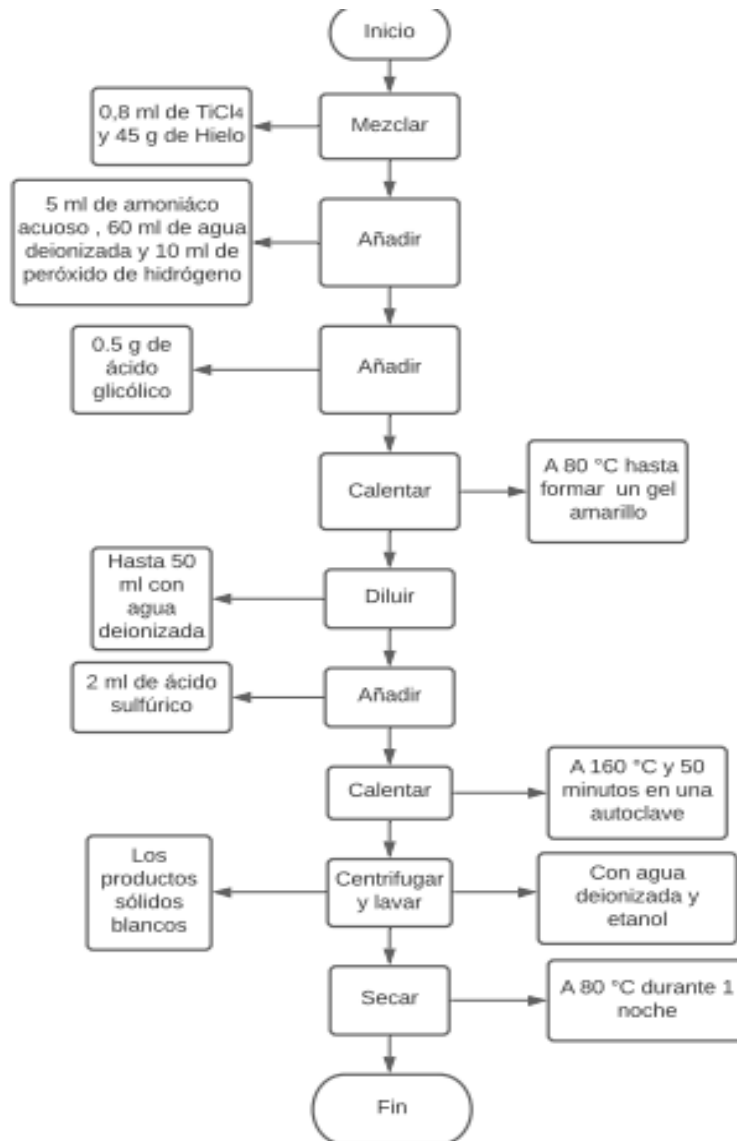 Inicio
0,8 ml de TiCl₄
y 45 g de Hielo
Mezclar
5 ml de amoniáco
acuoso , 60 ml de agua
deionizada y 10 ml de
peróxido de hidrógeno
Añadir
0.5 g de
ácido
glicólico
Añadir
Calentar
A 80 °C hasta
formar un gel
amarillo
Hasta 50
ml con
agua
deionizada
Diluir
2 ml de ácido
sulfúrico
Añadir
Calentar
A 160 °C y 50
minutos en una
autoclave
Los
productos
sólidos
blancos
Centrifugar
y lavar
Con agua
deionizada y
etanol
Secar
A 80 °C durante 1
noche
Fin